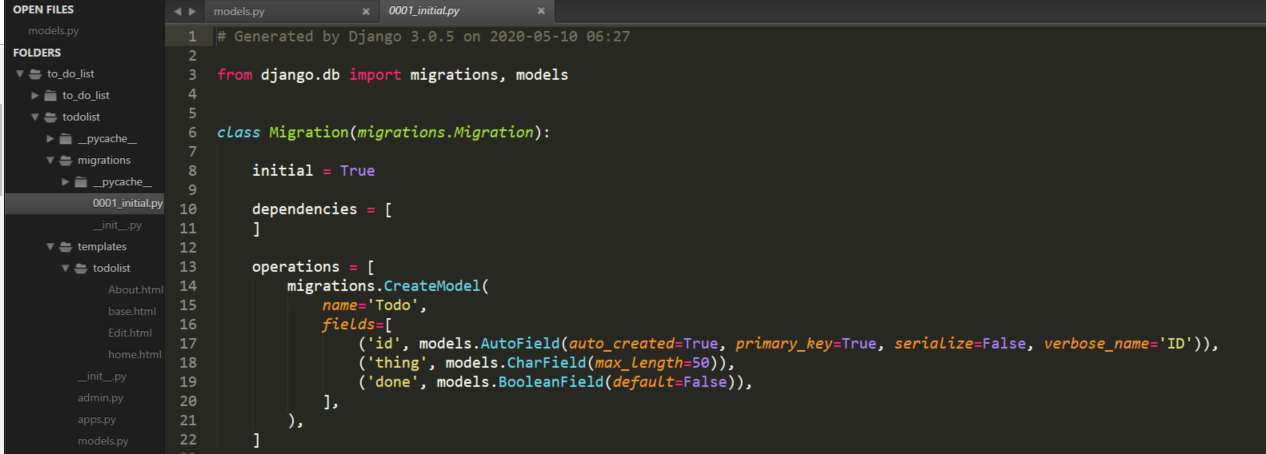 OPEN FILES
models.py
FOLDERS
to_do_list
to_do_list
todolist
__pycache__
migrations
__pycache__
0001_initial.py
__init__.py
templates
todolist
About.html
base.html
Edit.html
home.html
__init__.py
admin.py
apps.py
models.py
models.py × 0001_initial.py ×
1 # Generated by Django 3.0.5 on 2020-05-10 06:27
2
3 from django.db import migrations, models
4
5
6 class Migration(migrations.Migration):
7
8     initial = True
9
10     dependencies = [
11     ]
12
13     operations = [
14         migrations.CreateModel(
15             name='Todo',
16             fields=[
17                 ('id', models.AutoField(auto_created=True, primary_key=True, serialize=False, verbose_name='ID')),
18                 ('thing', models.CharField(max_length=50)),
19                 ('done', models.BooleanField(default=False)),
20             ],
21         ),
22     ]